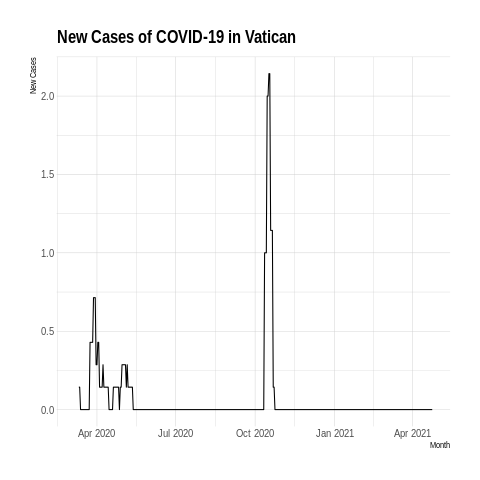 New Cases of COVID-19 in Vatican
New Cases
2.0
1.5
1.0
0.5
0.0
Apr 2020 Jul 2020 Oct 2020 Jan 2021 Apr 2021
Month